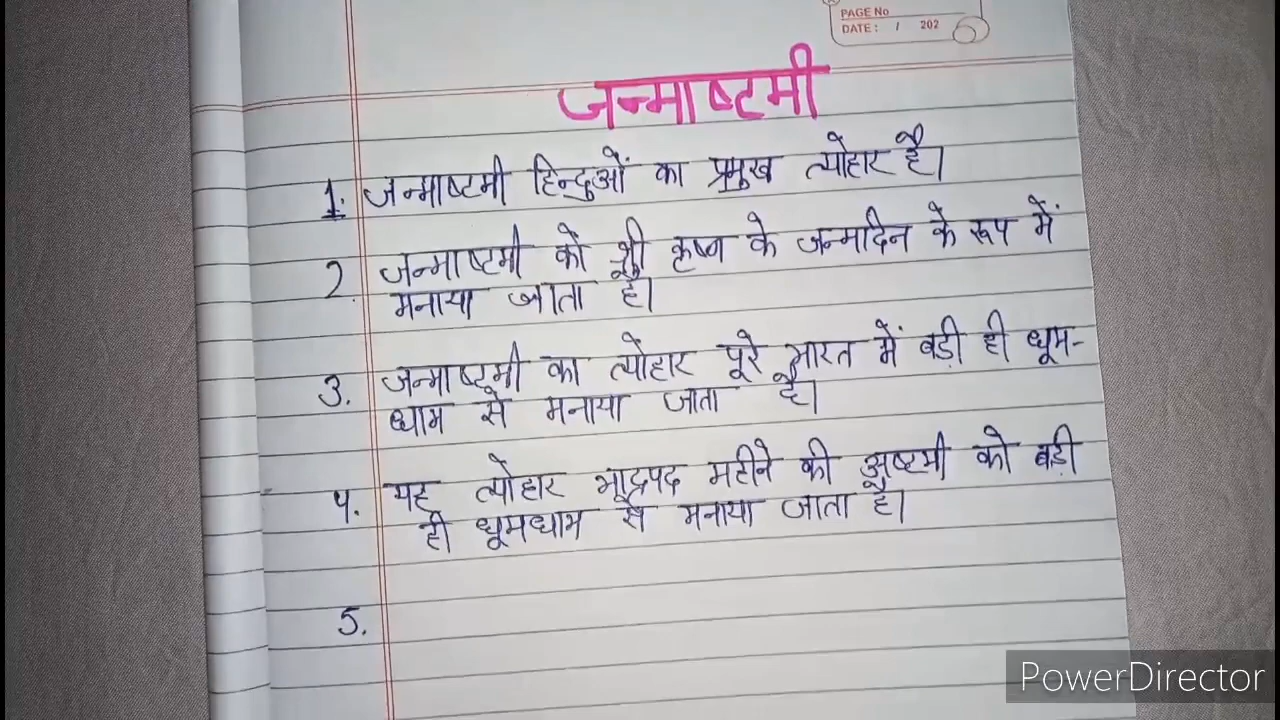 PAGE No
DATE : / 202
जन्माष्टमी
1. जन्माष्टमी हिन्दुओं का प्रमुख त्योहार है।
2. जन्माष्टमी को श्री कृष्ण के जन्मदिन के रूप में
मनाया जाता है।
3. जन्माष्टमी का त्योहार पूरे भारत में बड़ी ही धूम-
धाम से मनाया जाता है।
4. यह त्योहार भाद्रपद महीने की अष्टमी को बड़ी
ही धूमधाम से मनाया जाता है।
5.
PowerDirector